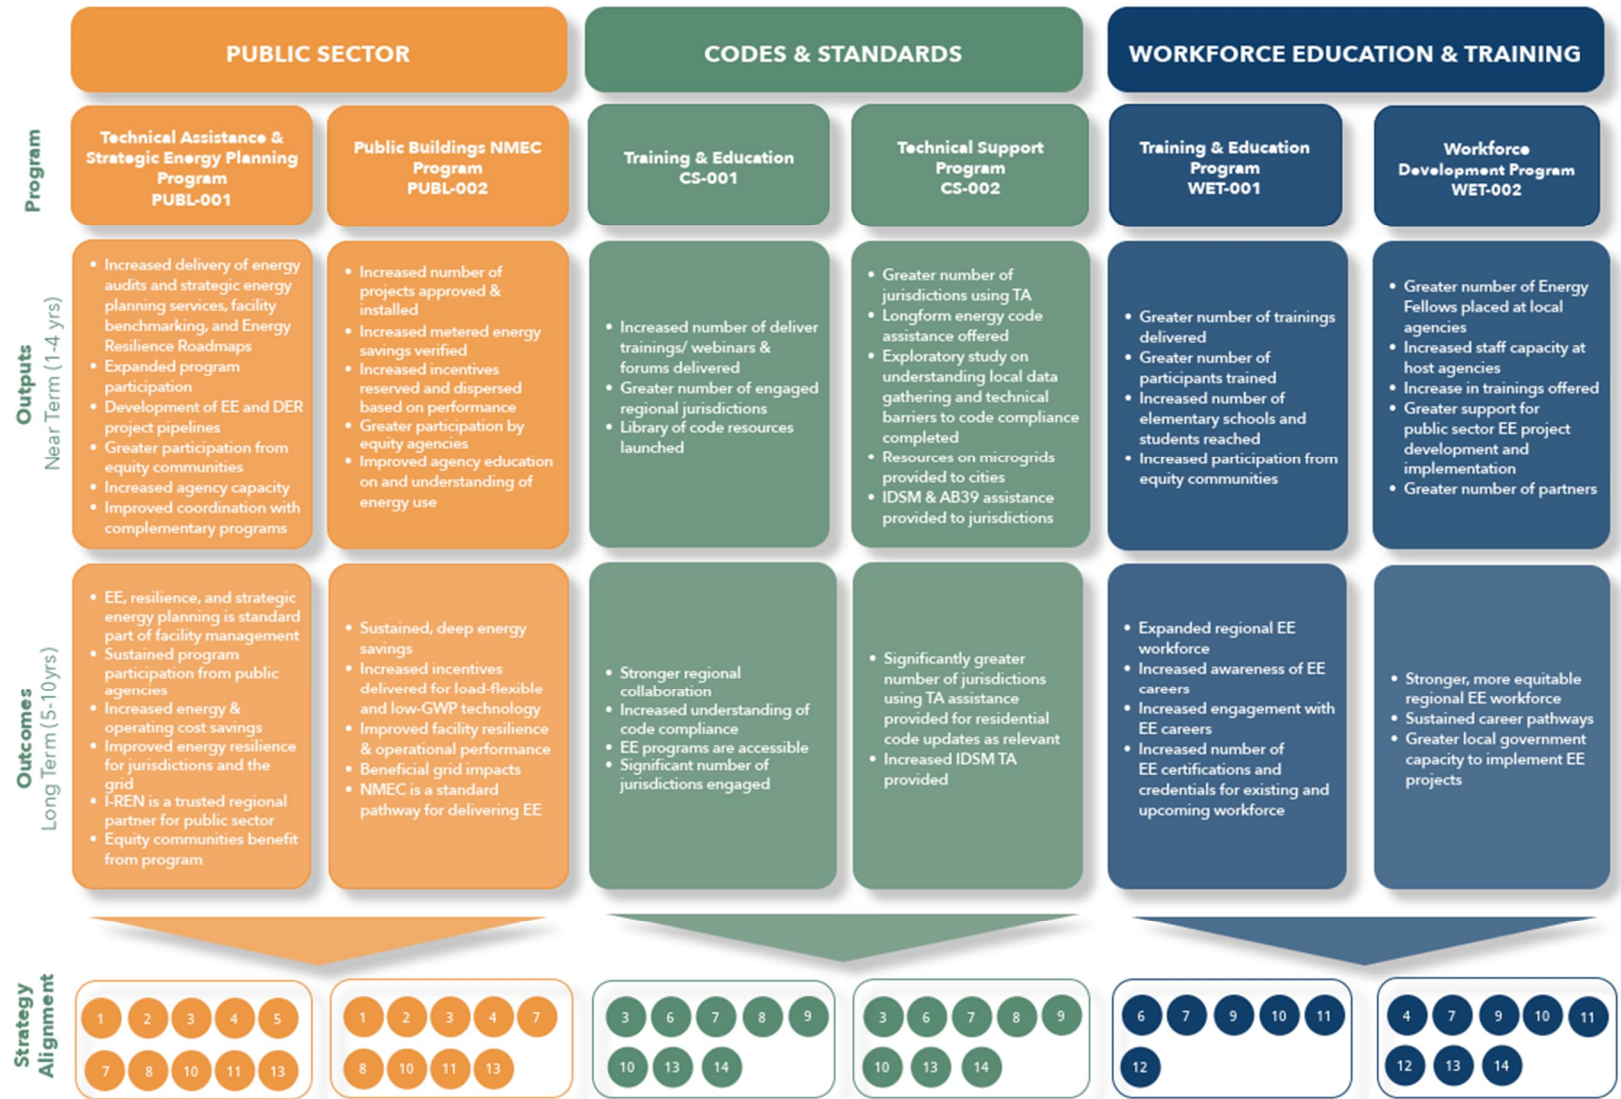 PUBLIC SECTOR
CODES & STANDARDS
WORKFORCE EDUCATION & TRAINING
Program
Technical Assistance &
Strategic Energy Planning
Program
PUBL-001
Public Buildings NMEC
Program
PUBL-002
Training & Education
CS-001
Technical Support
Program
CS-002
Training & Education
Program
WET-001
Workforce
Development Program
WET-002
Outputs
Near Term (1-4 yrs)
• Increased delivery of energy
audits and strategic energy
planning services, facility
benchmarking, and Energy
Resilience Roadmaps
• Expanded program
participation
• Development of EE and DER
project pipelines
• Greater participation from
equity communities
• Increased agency capacity
• Improved coordination with
complementary programs
• Increased number of
projects approved &
installed
• Increased metered energy
savings verified
• Increased incentives
reserved and dispersed
based on performance
• Greater participation by
equity agencies
• Improved agency education
on and understanding of
energy use
• Increased number of deliver
trainings/ webinars &
forums delivered
• Greater number of engaged
regional jurisdictions
• Library of code resources
launched
• Greater number of
jurisdictions using TA
• Longform energy code
assistance offered
• Exploratory study on
understanding local data
gathering and technical
barriers to code compliance
completed
• Resources on microgrids
provided to cities
• IDSM & AB39 assistance
provided to jurisdictions
• Greater number of trainings
delivered
• Greater number of
participants trained
• Increased number of
elementary schools and
students reached
• Increased participation from
equity communities
• Greater number of Energy
Fellows placed at local
agencies
• Increased staff capacity at
host agencies
• Increase in trainings offered
• Greater support for
public sector EE project
development and
implementation
• Greater number of partners
Outcomes
Long Term (5-10yrs)
• EE, resilience, and strategic
energy planning is standard
part of facility management
• Sustained program
participation from public
agencies
• Increased energy &
operating cost savings
• Improved energy resilience
for jurisdictions and the
grid
• I-REN is a trusted regional
partner for public sector
• Equity communities benefit
from program
• Sustained, deep energy
savings
• Increased incentives
delivered for load-flexible
and low-GWP technology
• Improved facility resilience
& operational performance
• Beneficial grid impacts
• NMEC is a standard
pathway for delivering EE
• Stronger regional
collaboration
• Increased understanding of
code compliance
• EE programs are accessible
• Significant number of
jurisdictions engaged
• Significantly greater
number of jurisdictions
using TA assistance
provided for residential
code updates as relevant
• Increased IDSM TA
provided
• Expanded regional EE
workforce
• Increased awareness of EE
careers
• Increased engagement with
EE careers
• Increased number of
EE certifications and
credentials for existing and
upcoming workforce
• Stronger, more equitable
regional EE workforce
• Sustained career pathways
• Greater local government
capacity to implement EE
projects
Strategy
Alignment
1 2 3 4 5
7 8 10 11 13
1 2 3 4 7
8 10 11 13
3 6 7 8 9
10 13 14
3 6 7 8 9
10 13 14
6 7 9 10 11
12
4 7 9 10 11
12 13 14